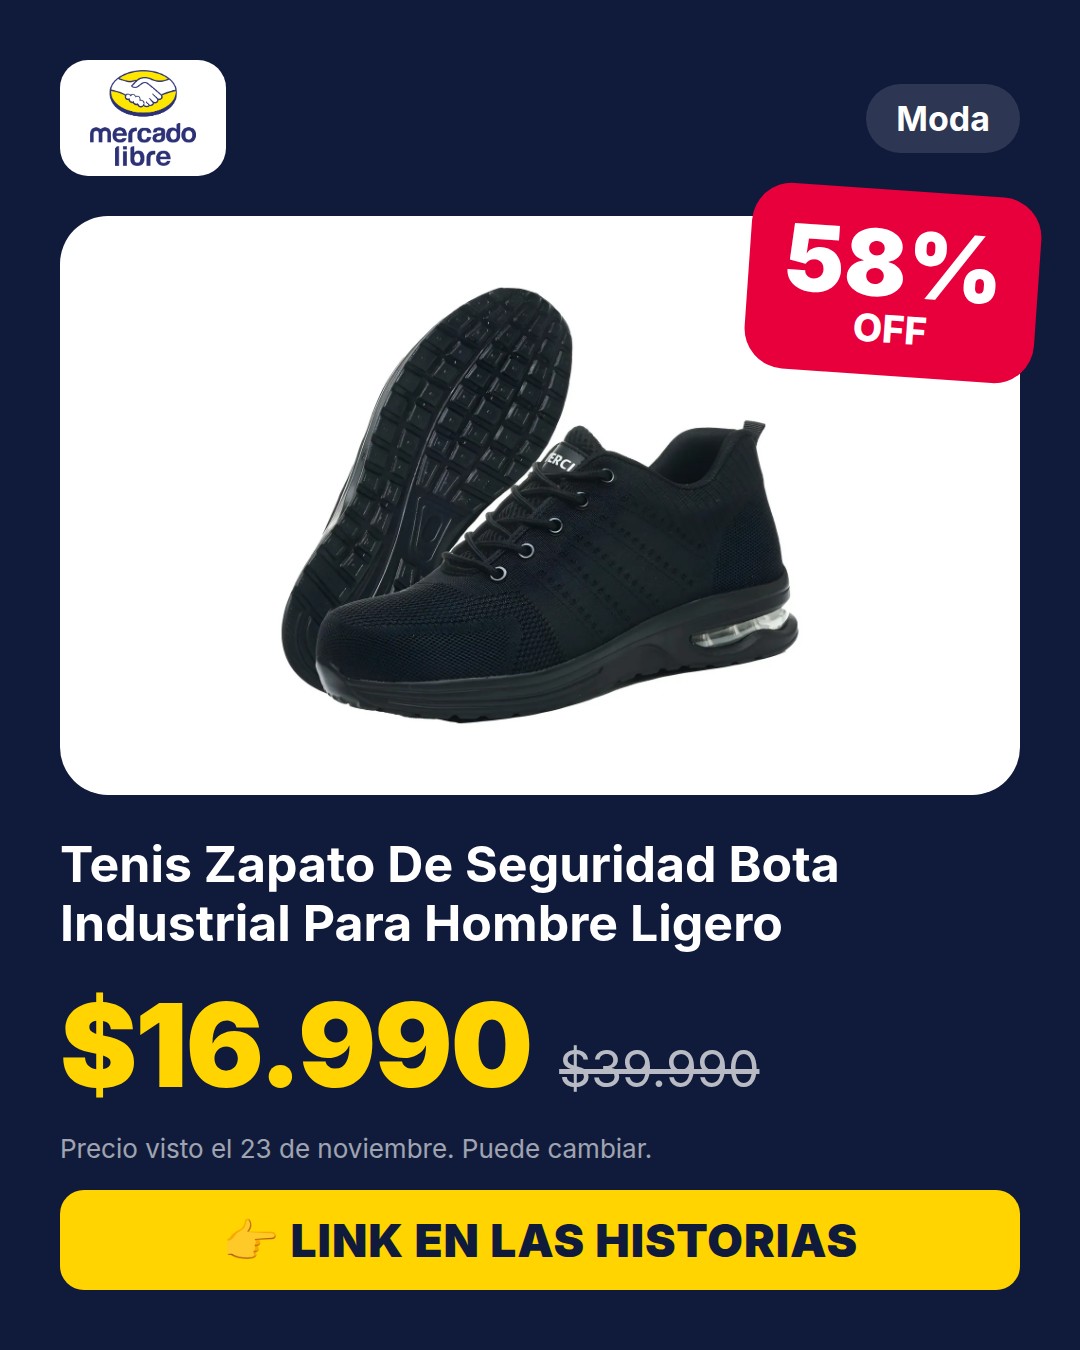 mercado
libre
Moda
58%
OFF
ERCI
Tenis Zapato De Seguridad Bota
Industrial Para Hombre Ligero
$16.990 $39.990
Precio visto el 23 de noviembre. Puede cambiar.
👉 LINK EN LAS HISTORIAS